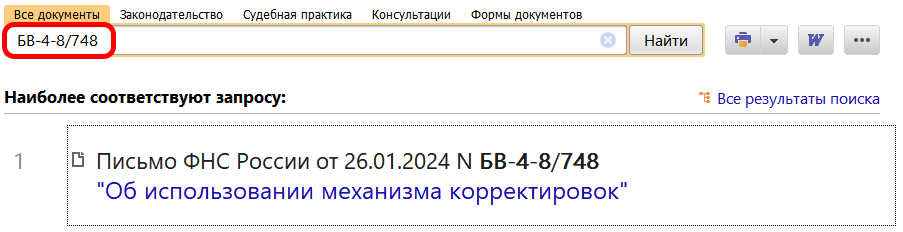 Все документы Законодательство Судебная практика Консультации Формы документов
БВ-4-8/748 Найти
Наиболее соответствуют запросу: Все результаты поиска
1 Письмо ФНС России от 26.01.2024 N БВ-4-8/748
"Об использовании механизма корректировок"